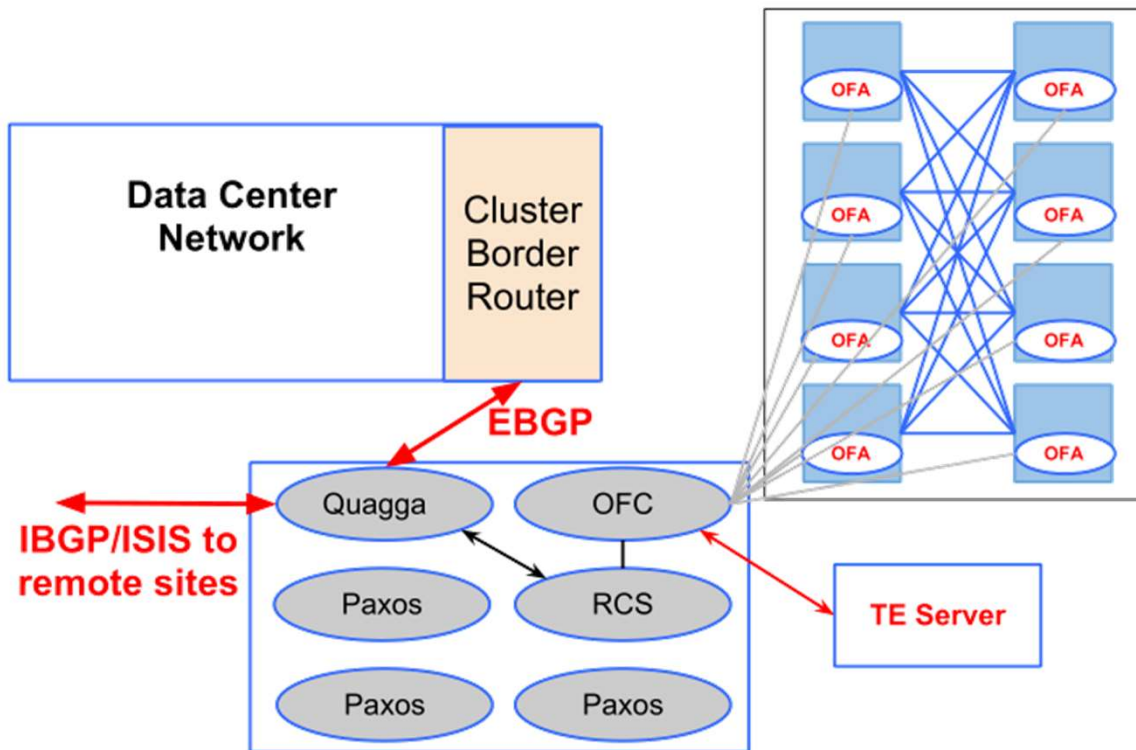 OFA
OFA
Data Center
Network
Cluster
Border
Router
OFA
OFA
OFA
OFA
EBGP
OFA
OFA
Quagga
OFC
IBGP/ISIS to
remote sites
Paxos
RCS
TE Server
Paxos
Paxos